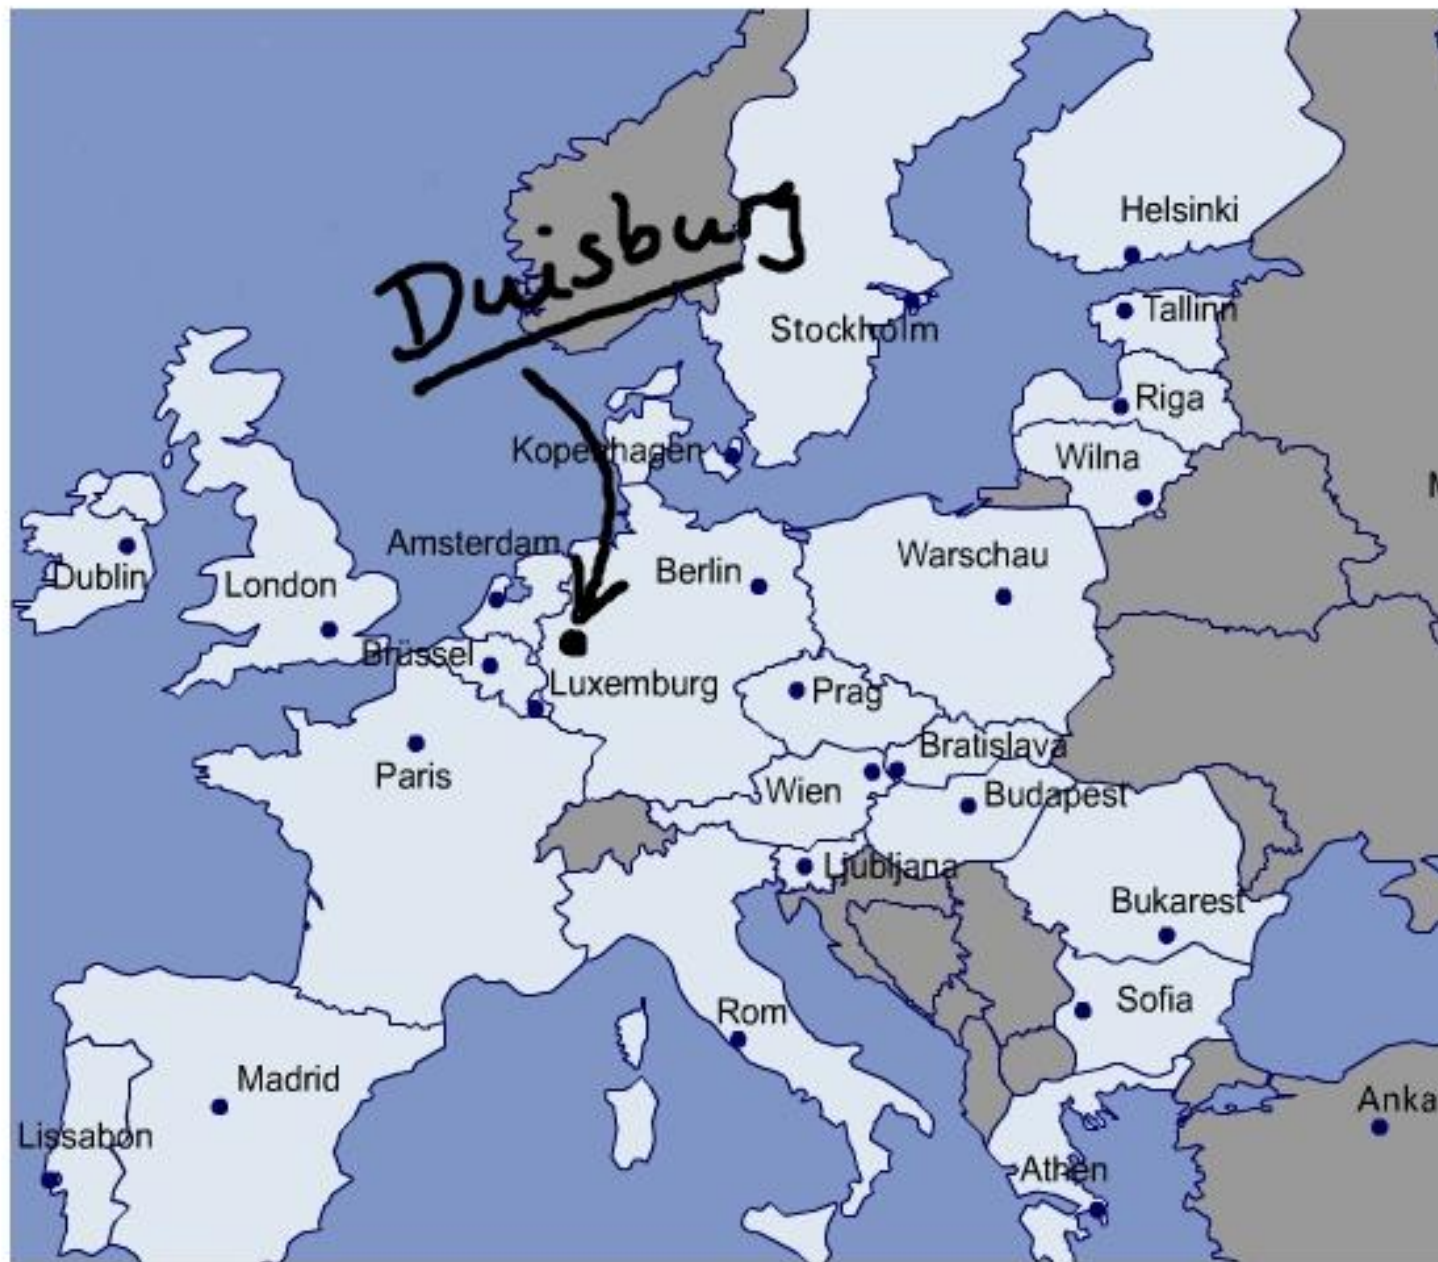 Duisburg
Helsinki
Tallinn
Stockholm
Riga
Kopenhagen
Wilna
Amsterdam
Warschau
Berlin
Dublin
London
Brüssel
Luxemburg
Prag
Bratislava
Paris
Wien
Budapest
Ljubljana
Bukarest
Sofia
Rom
Madrid
Anka
Lissabon
Athen